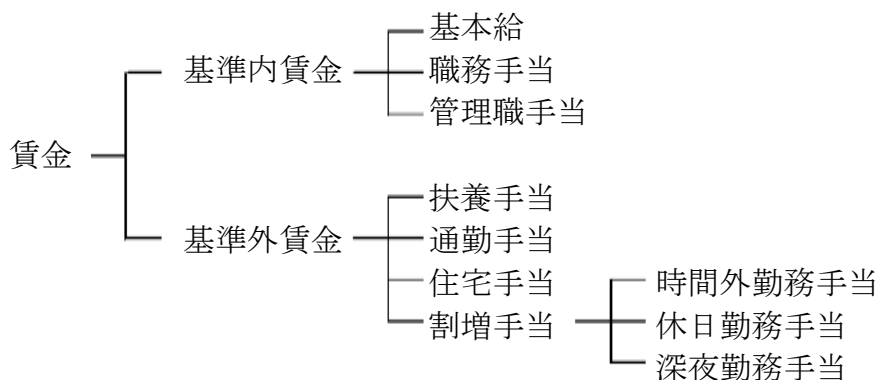 基本給
基準内賃金
職務手当
管理職手当
賃金
扶養手当
基準外賃金
通勤手当
住宅手当
時間外勤務手当
割増手当
休日勤務手当
深夜勤務手当